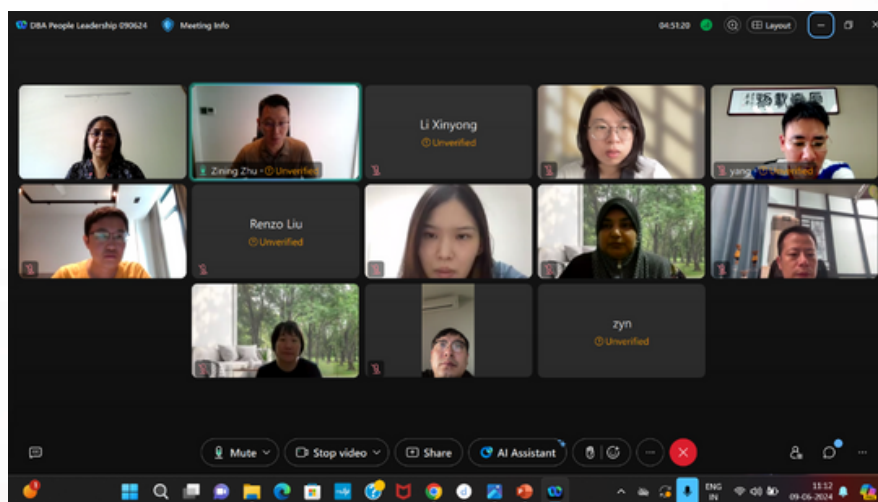 DBA People Leadership 090624
Meeting Info
04:51:20
Layout
Zining Zhu
Unverified
Li Xinyong
Unverified
yang
Renzo Liu
Unverified
zyn
Unverified
Mute
Stop video
Share
AI Assistant
ENG
IN
11:12
09-06-2024